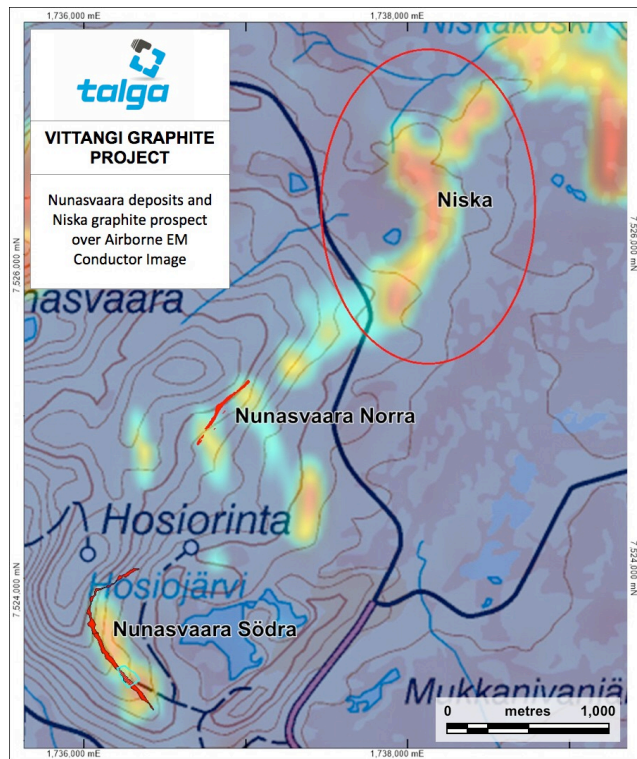 1,736,000 mE
1,738,000 mE
Niskakoski
talga
VITTANGI GRAPHITE
PROJECT
Nunasvaara deposits and
Niska graphite prospect
over Airborne EM
Conductor Image
Niska
7,526,000 mN
7,526,000 mN
nasvaara
Nunasvaara Norra
Hosiorinta
7,524,000 mN
7,524,000 mN
Hosiojärvi
Nunasvaara Södra
Mukkanivanjär
0 metres 1,000
1,736,000 mE
1,738,000 mE